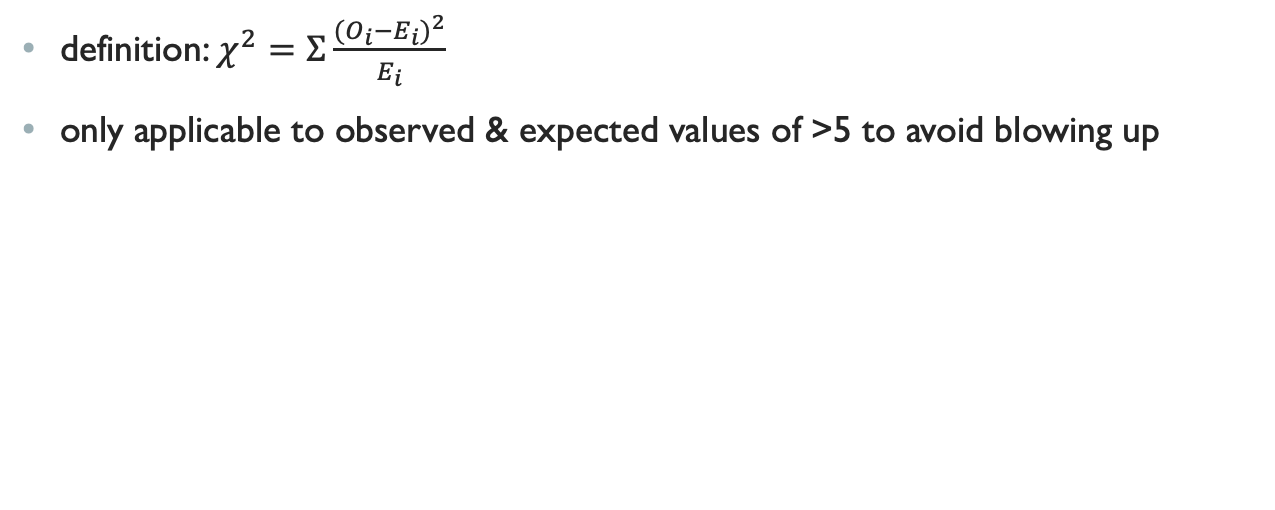 • definition: χ² = Σ (Oᵢ−Eᵢ)²/Eᵢ
• only applicable to observed & expected values of >5 to avoid blowing up